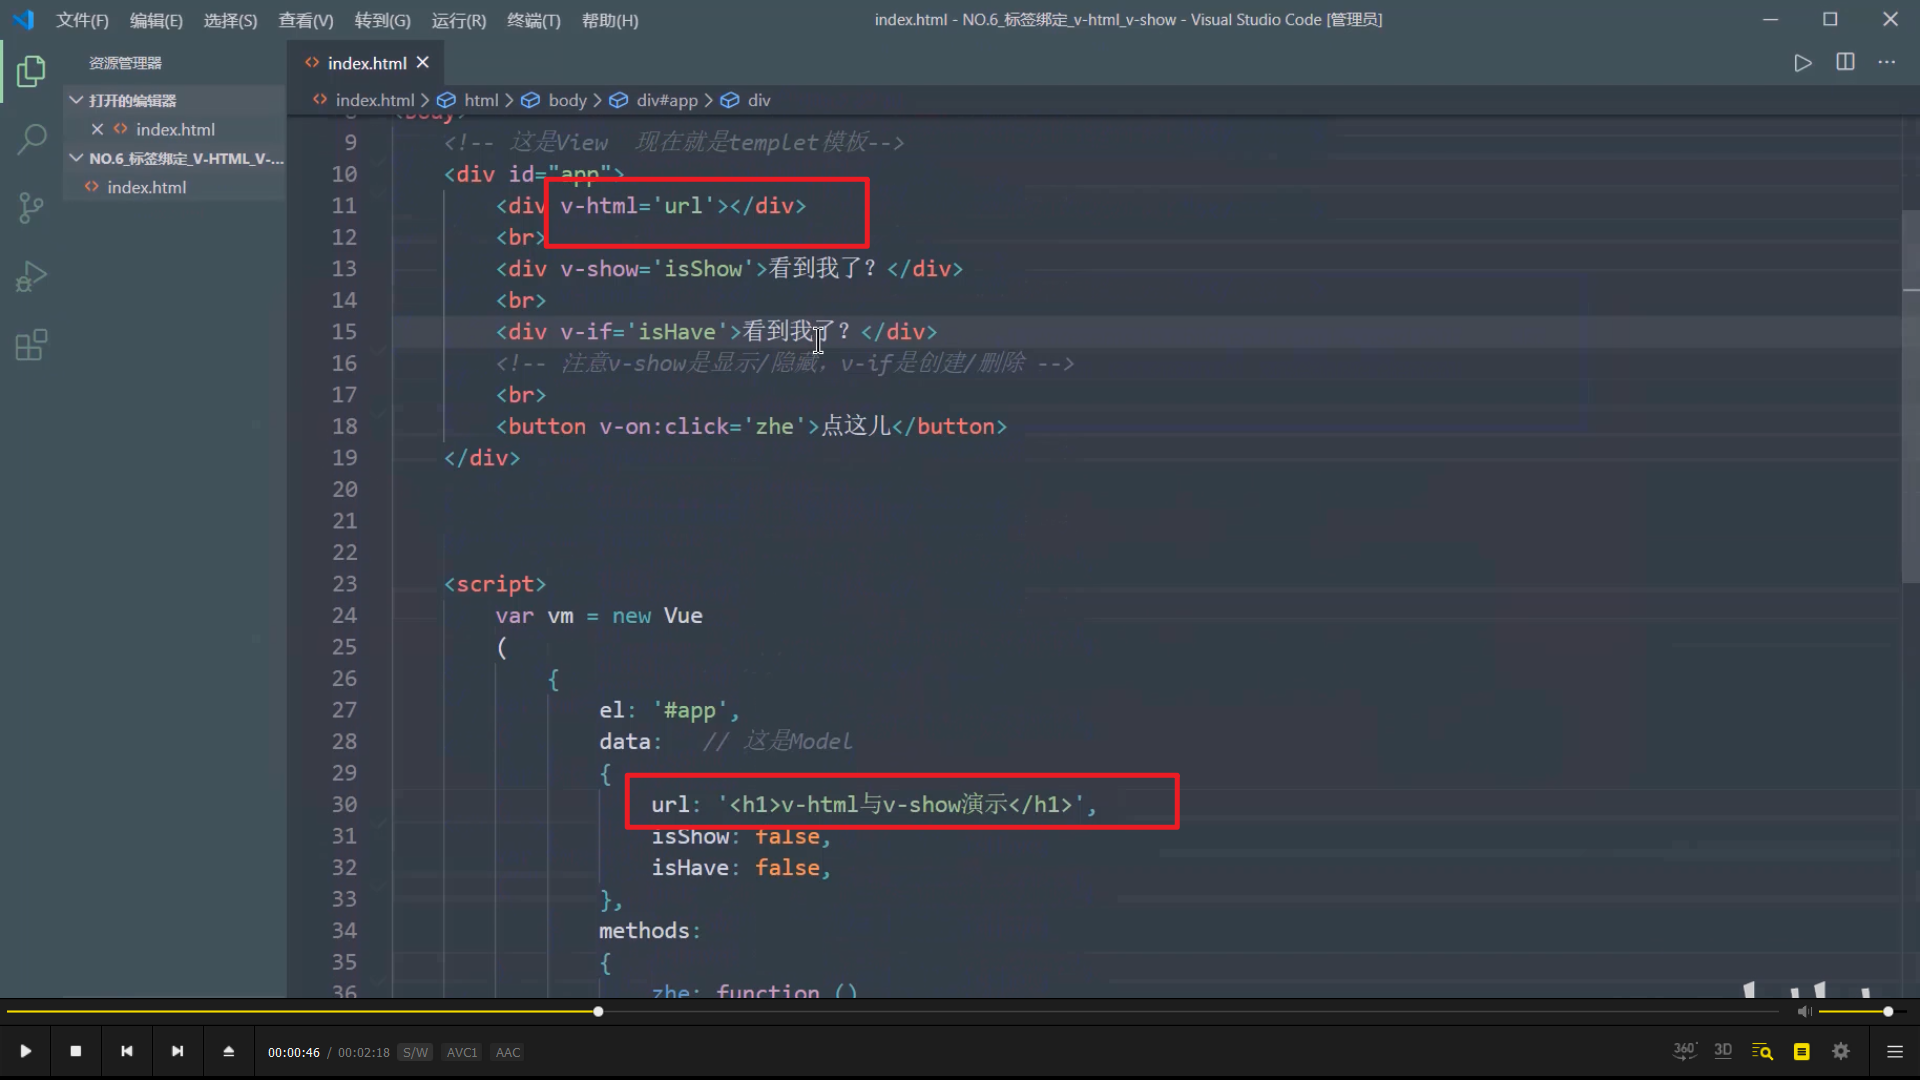 文件(F) 编辑(E) 选择(S) 查看(V) 转到(G) 运行(R) 终端(T) 帮助(H) index.html - NO.6_标签绑定_v-html_v-show - Visual Studio Code [管理员]
资源管理器
打开的编辑器
index.html
NO.6_标签绑定_V-HTML_V-...
index.html
index.html
index.html > html > body > div#app > div
8 <body>
9 <!-- 这是View 现在就是templet模板-->
10 <div id="app">
11 <div v-html='url'></div>
12 <br>
13 <div v-show='isShow'>看到我了？</div>
14 <br>
15 <div v-if='isHave'>看到我了？</div>
16 <!-- 注意v-show是显示/隐藏，v-if是创建/删除 -->
17 <br>
18 <button v-on:click='zhe'>点这儿</button>
19 </div>
20
21
22
23 <script>
24 var vm = new Vue
25 (
26 {
27 el: '#app',
28 data: // 这是Model
29 {
30 url: '<h1>v-html与v-show演示</h1>',
31 isShow: false,
32 isHave: false,
33 },
34 methods:
35 {
36 zhe: function ()
00:00:46 / 00:02:18 S/W AVC1 AAC
360° 3D